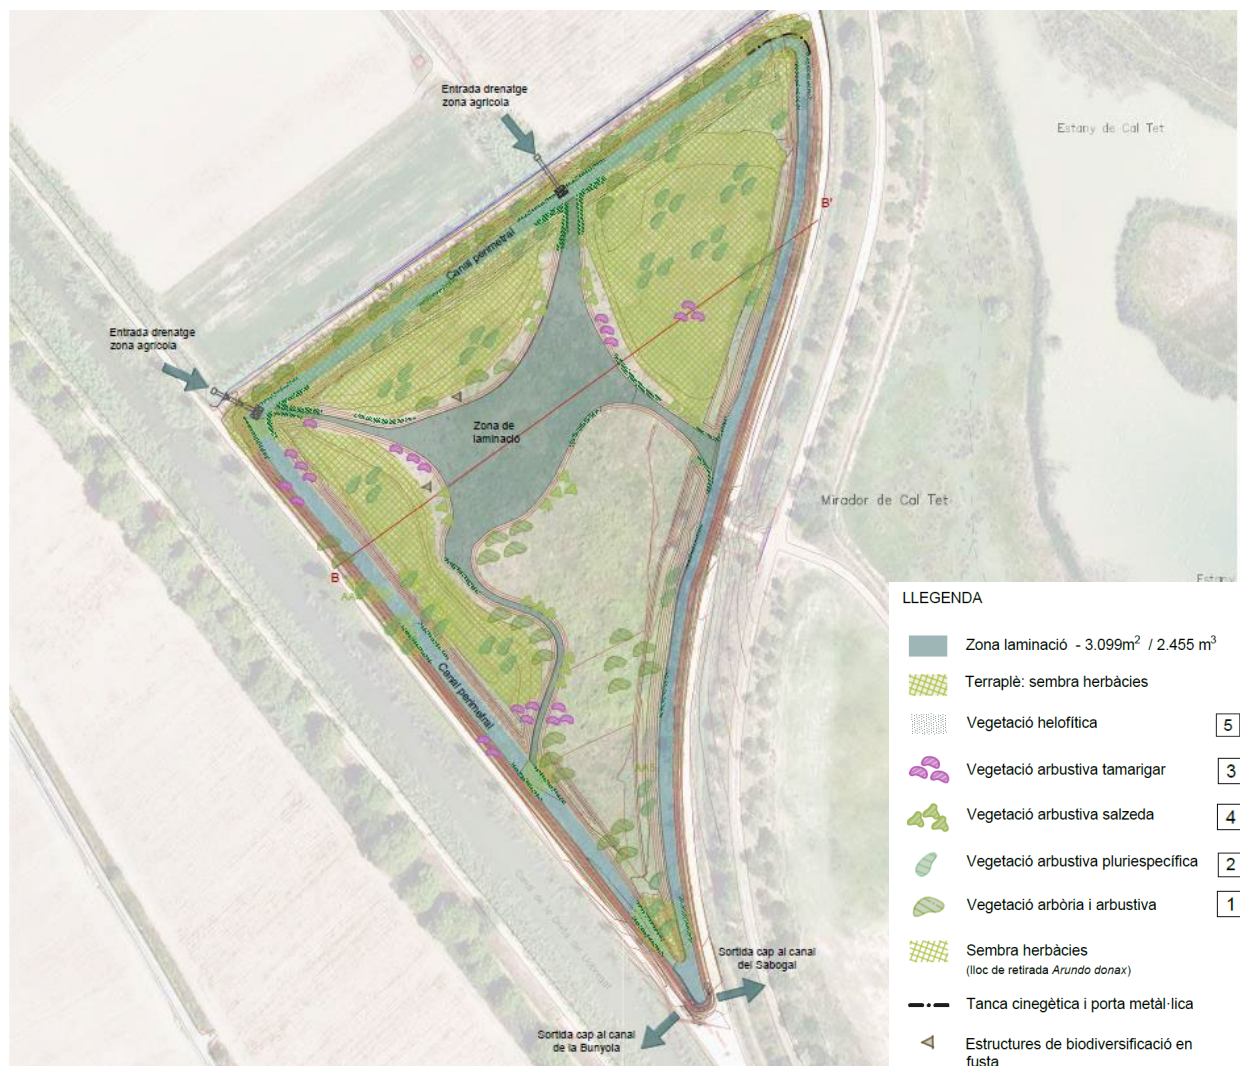 Entrada drenatge
zona agrícola
Estany de Cal Tet
B'
Canal perimetral
Entrada drenatge
zona agrícola
Zona de
laminació
Mirador de Cal Tet
B
Estany
Canal perimetral
Sortida cap al canal
del Sabogal
Sortida cap al canal
de la Bunyola
LLEGENDA
Zona laminació - 3.099m² / 2.455 m³
Terraplè: sembra herbàcies
Vegetació helofítica 5
Vegetació arbustiva tamarigar 3
Vegetació arbustiva salzeda 4
Vegetació arbustiva pluriespecífica 2
Vegetació arbòria i arbustiva 1
Sembra herbàcies
(lloc de retirada Arundo donax)
Tanca cinegètica i porta metàl·lica
Estructures de biodiversificació en
fusta